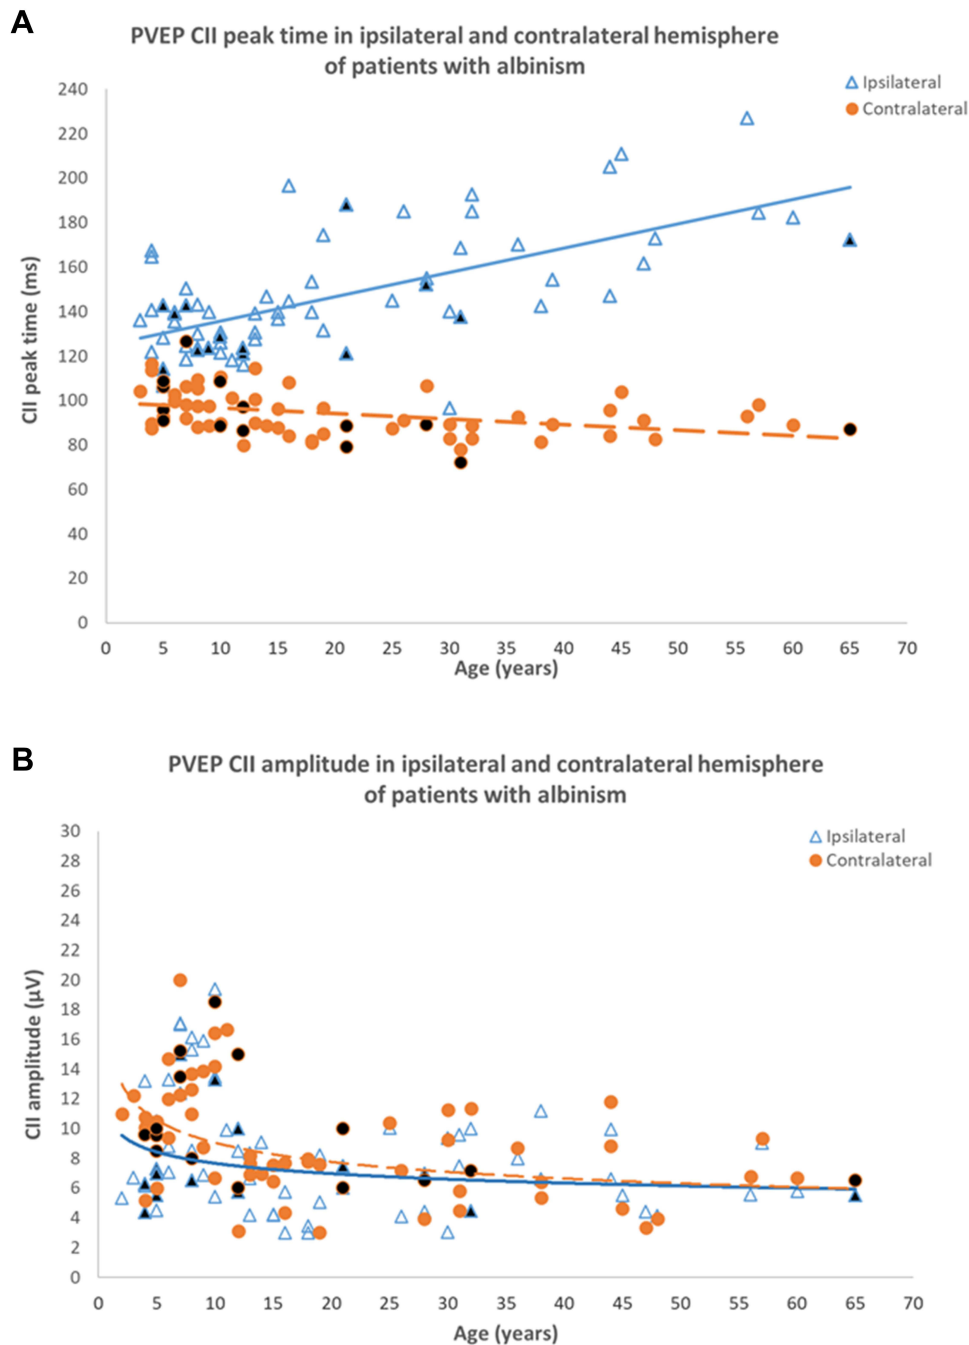 A
PVEP CII peak time in ipsilateral and contralateral hemisphere
of patients with albinism
Ipsilateral
Contralateral
240
220
200
180
160
140
120
100
80
60
40
20
0
CII peak time (ms)
0 5 10 15 20 25 30 35 40 45 50 55 60 65 70
Age (years)
B
PVEP CII amplitude in ipsilateral and contralateral hemisphere
of patients with albinism
Ipsilateral
Contralateral
30
28
26
24
22
20
18
16
14
12
10
8
6
4
2
0
CII amplitude (µV)
0 5 10 15 20 25 30 35 40 45 50 55 60 65 70
Age (years)